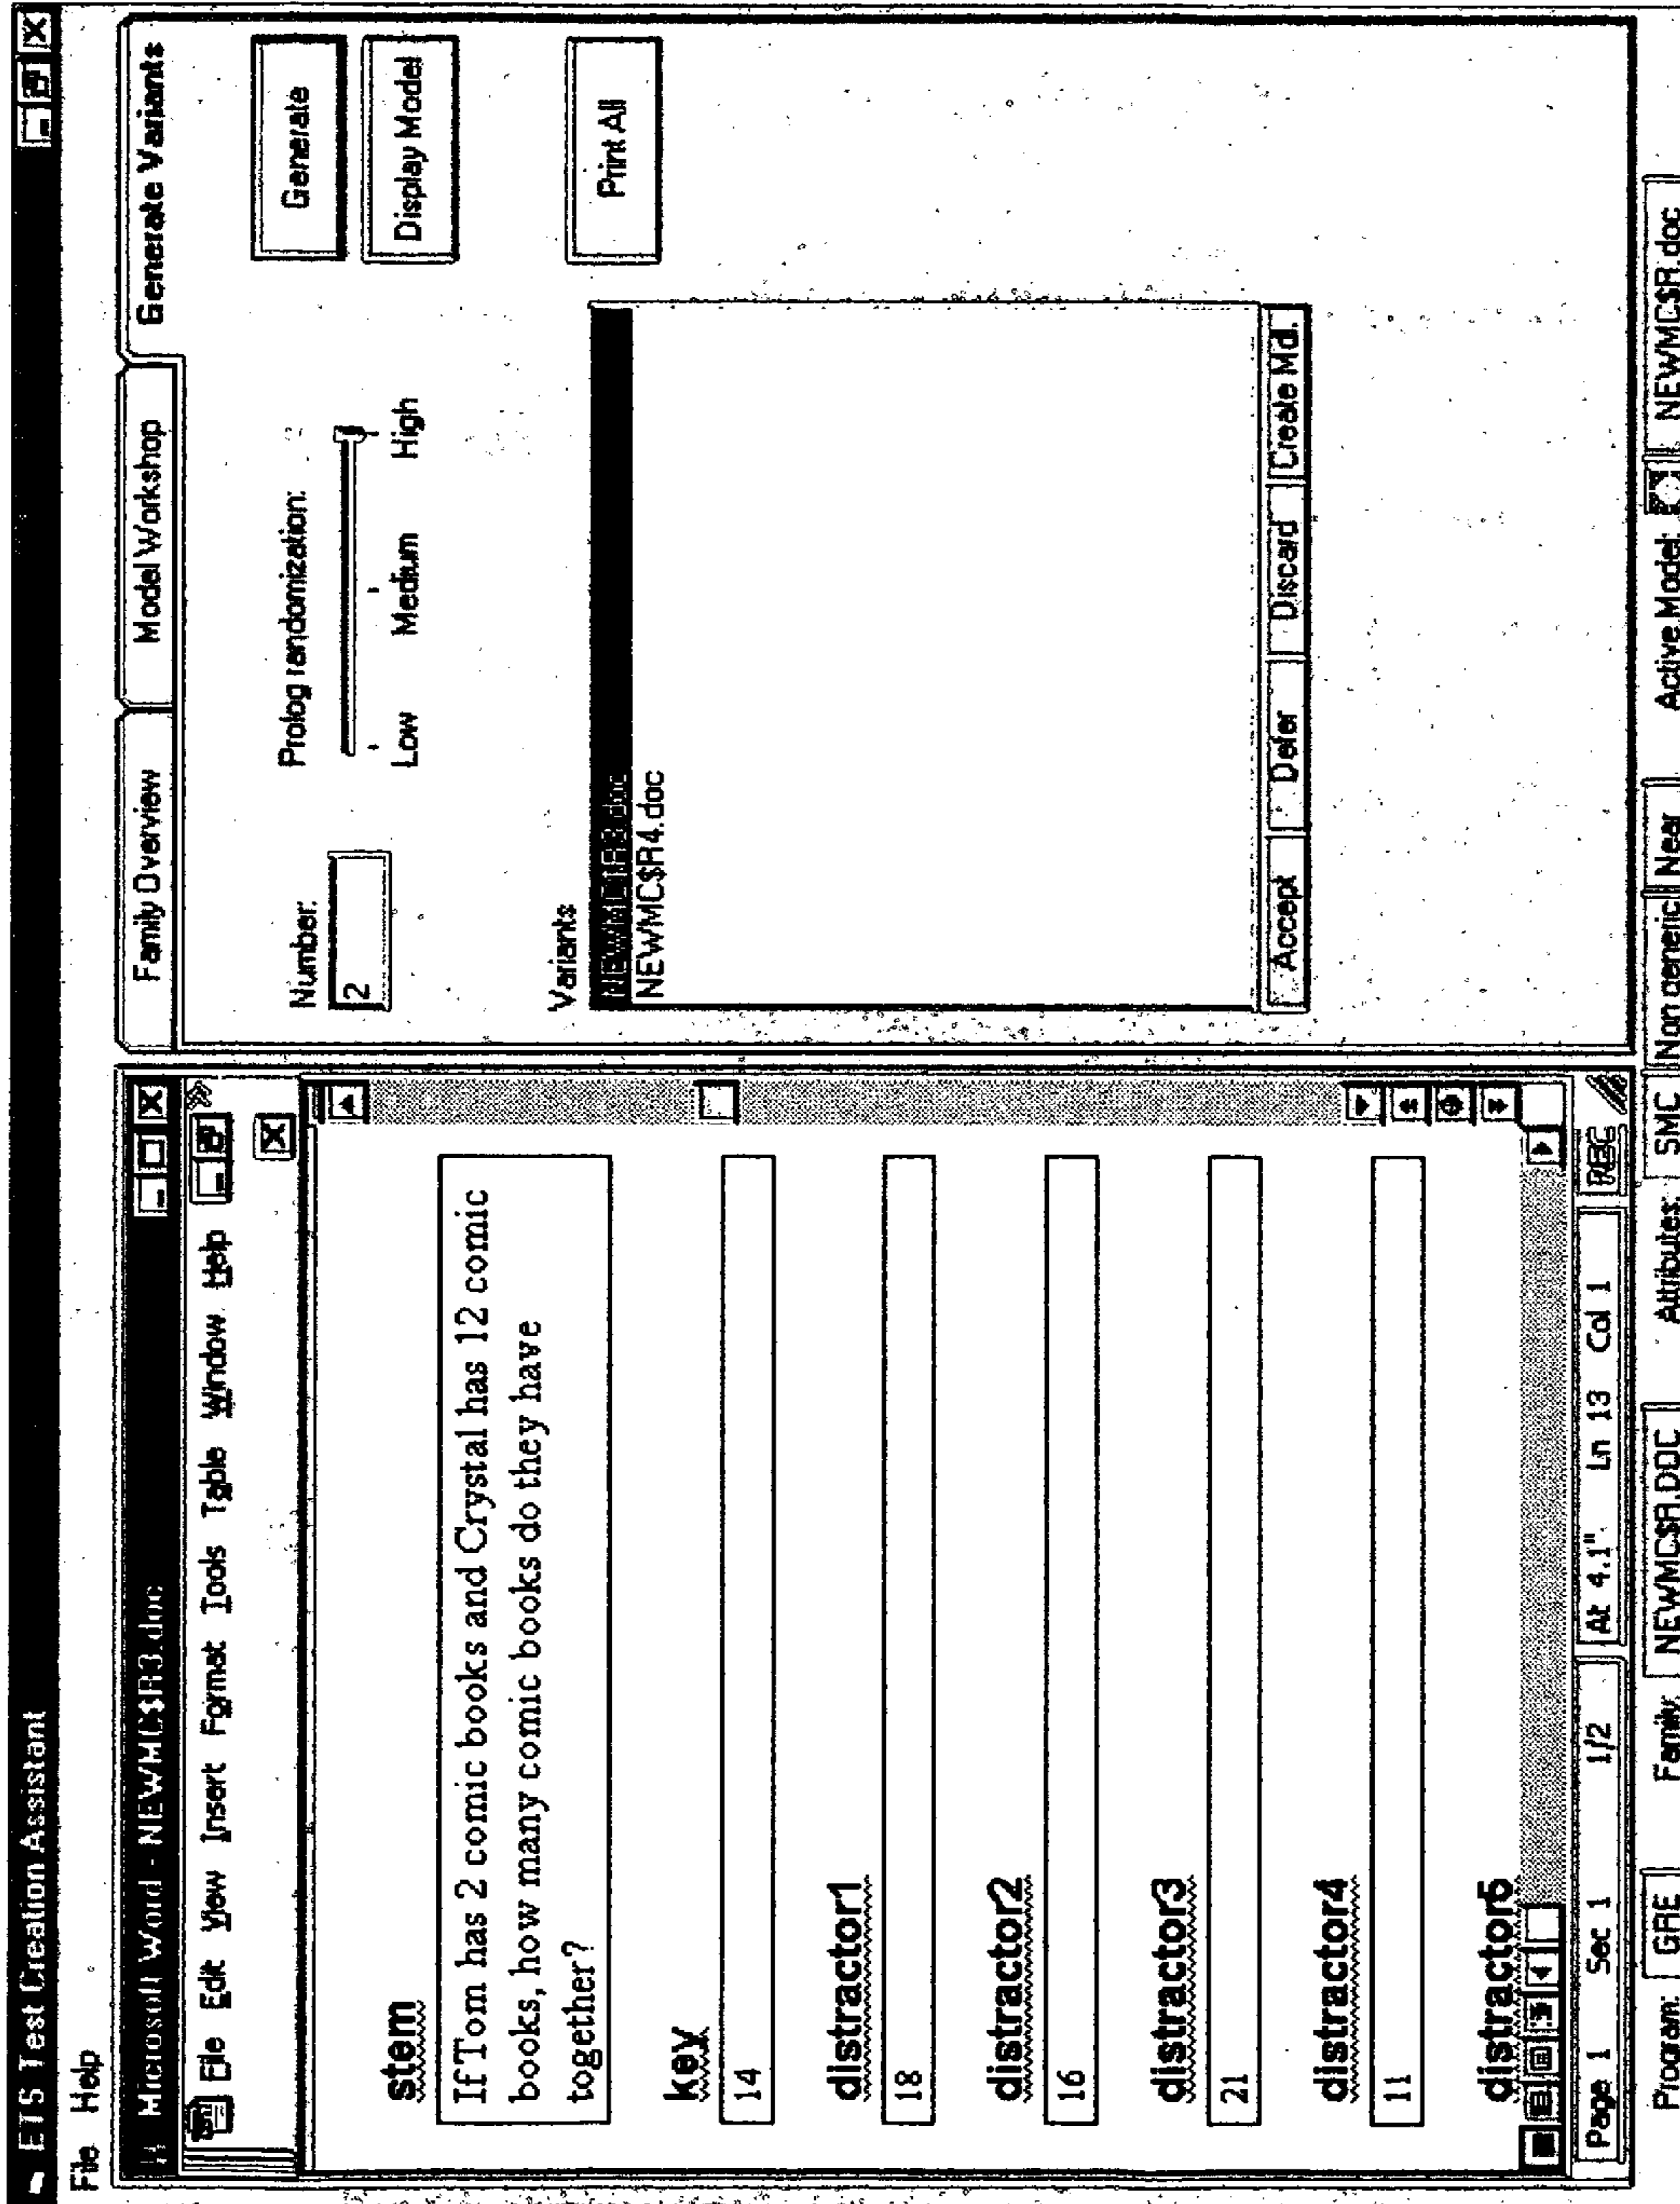 ETS Test Creation Assistant
File Help
Microsoft Word - NEWMC$R3.doc
File Edit View Insert Format Tools Table Window Help
stem
If Tom has 2 comic books and Crystal has 12 comic
books, how many comic books do they have
together?
key
14
distractor1
18
distractor2
16
distractor3
21
distractor4
11
distractor5
Page 1 Sec 1 1/2 At 4.1" Ln 13 Col 1 REC
Family Overview Model Workshop Generate Variants
Number:
2
Prolog randomization:
Low Medium High
Generate
Display Model
Variants
NEWMC$R3.doc
NEWMC$R4.doc
Print All
Accept Defer Discard Create Mdl.
Program: GRE Family: NEWMC$R.DOC Attributes: SMC Non generic Near Active Model: NEWMC$R.doc